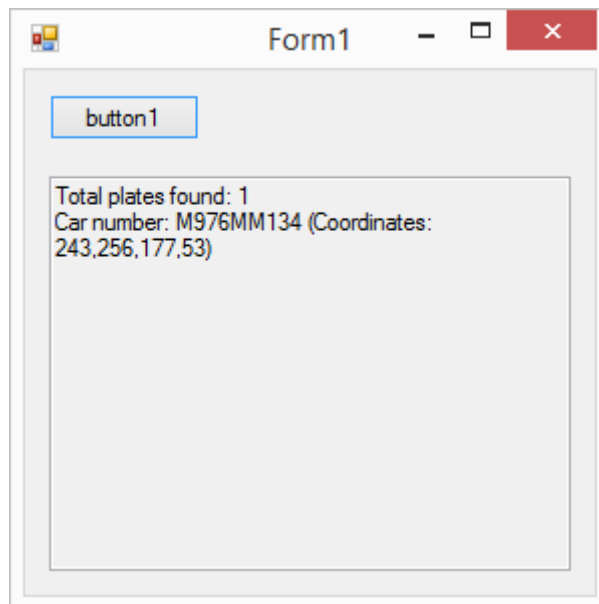 Form1
button1
Total plates found: 1
Car number: M976MM134 (Coordinates:
243,256,177,53)